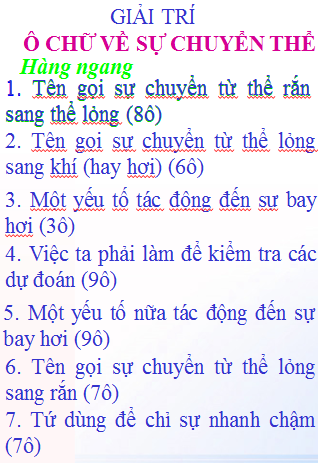 GIẢI TRÍ
Ô CHỮ VỀ SỰ CHUYỂN THỂ
Hàng ngang
1. Tên gọi sự chuyển từ thể rắn
sang thể lỏng (8ô)
2. Tên gọi sự chuyển từ thể lỏng
sang khí (hay hơi) (6ô)
3. Một yếu tố tác động đến sự bay
hơi (3ô)
4. Việc ta phải làm để kiểm tra các
dự đoán (9ô)
5. Một yếu tố nữa tác động đến sự
bay hơi (9ô)
6. Tên gọi sự chuyển từ thể lỏng
sang rắn (7ô)
7. Tứ dùng để chỉ sự nhanh chậm
(7ô)